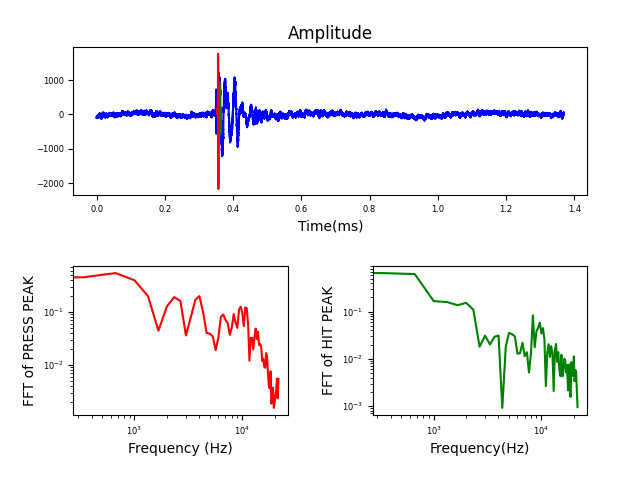 Amplitude
1000
0
−1000
−2000
0.0 0.2 0.4 0.6 0.8 1.0 1.2 1.4
Time(ms)
FFT of PRESS PEAK
10⁻¹
10⁻²
10³ 10⁴
Frequency (Hz)
FFT of HIT PEAK
10⁻¹
10⁻²
10⁻³
10³ 10⁴
Frequency(Hz)